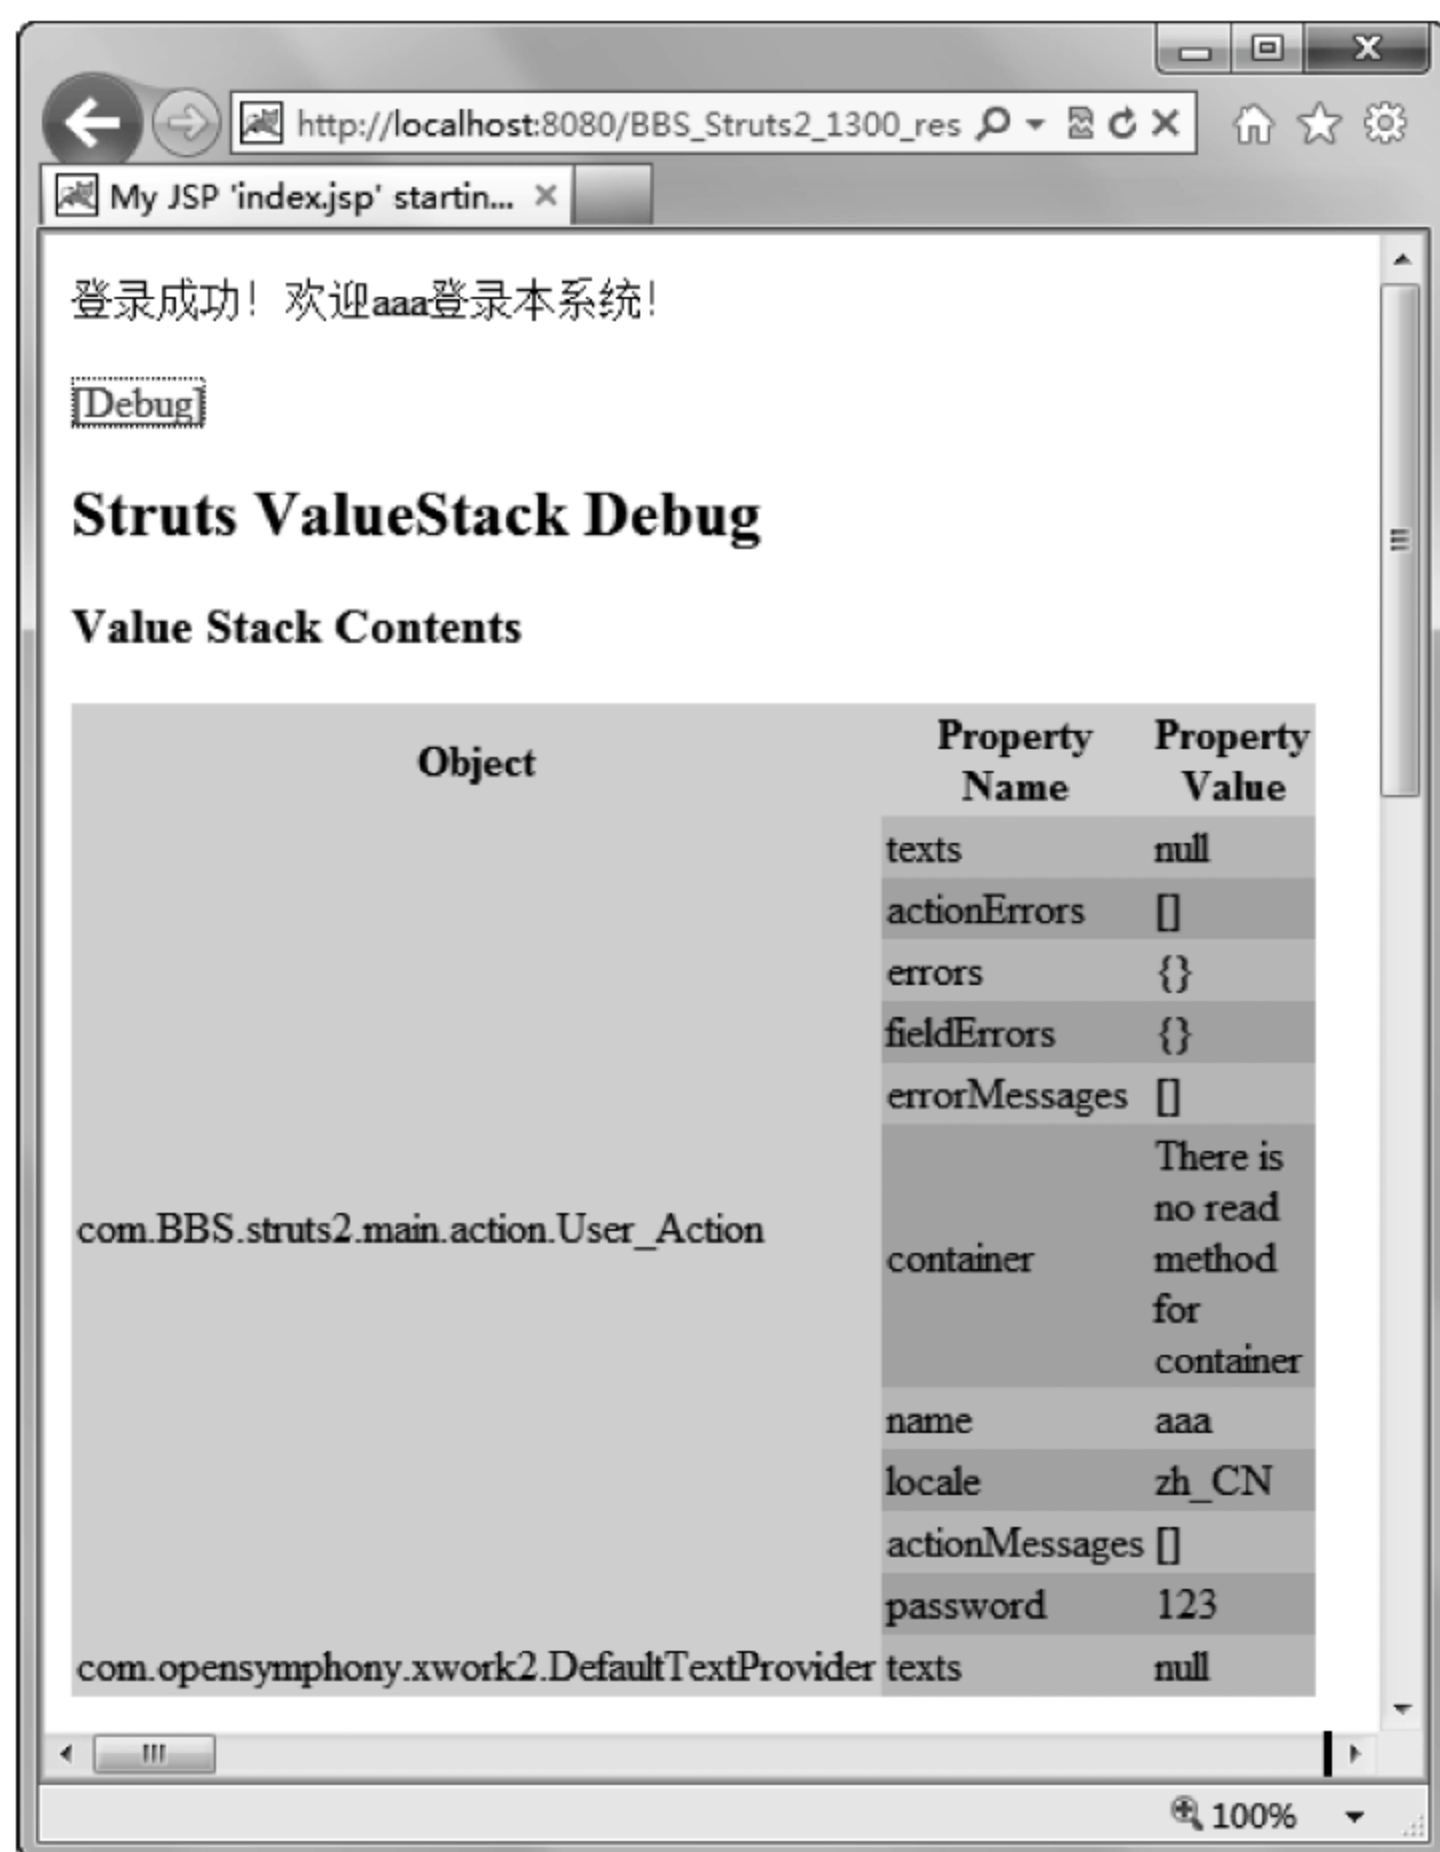 http://localhost:8080/BBS_Struts2_1300_res
My JSP 'index.jsp' startin...
登录成功！欢迎aaa登录本系统！
[Debug]
Struts ValueStack Debug
Value Stack Contents
Object Property Name Property Value
com.BBS.struts2.main.action.User_Action
texts null
actionErrors []
errors {}
fieldErrors {}
errorMessages []
container There is no read method for container
name aaa
locale zh_CN
actionMessages []
password 123
com.opensymphony.xwork2.DefaultTextProvider texts null
100%